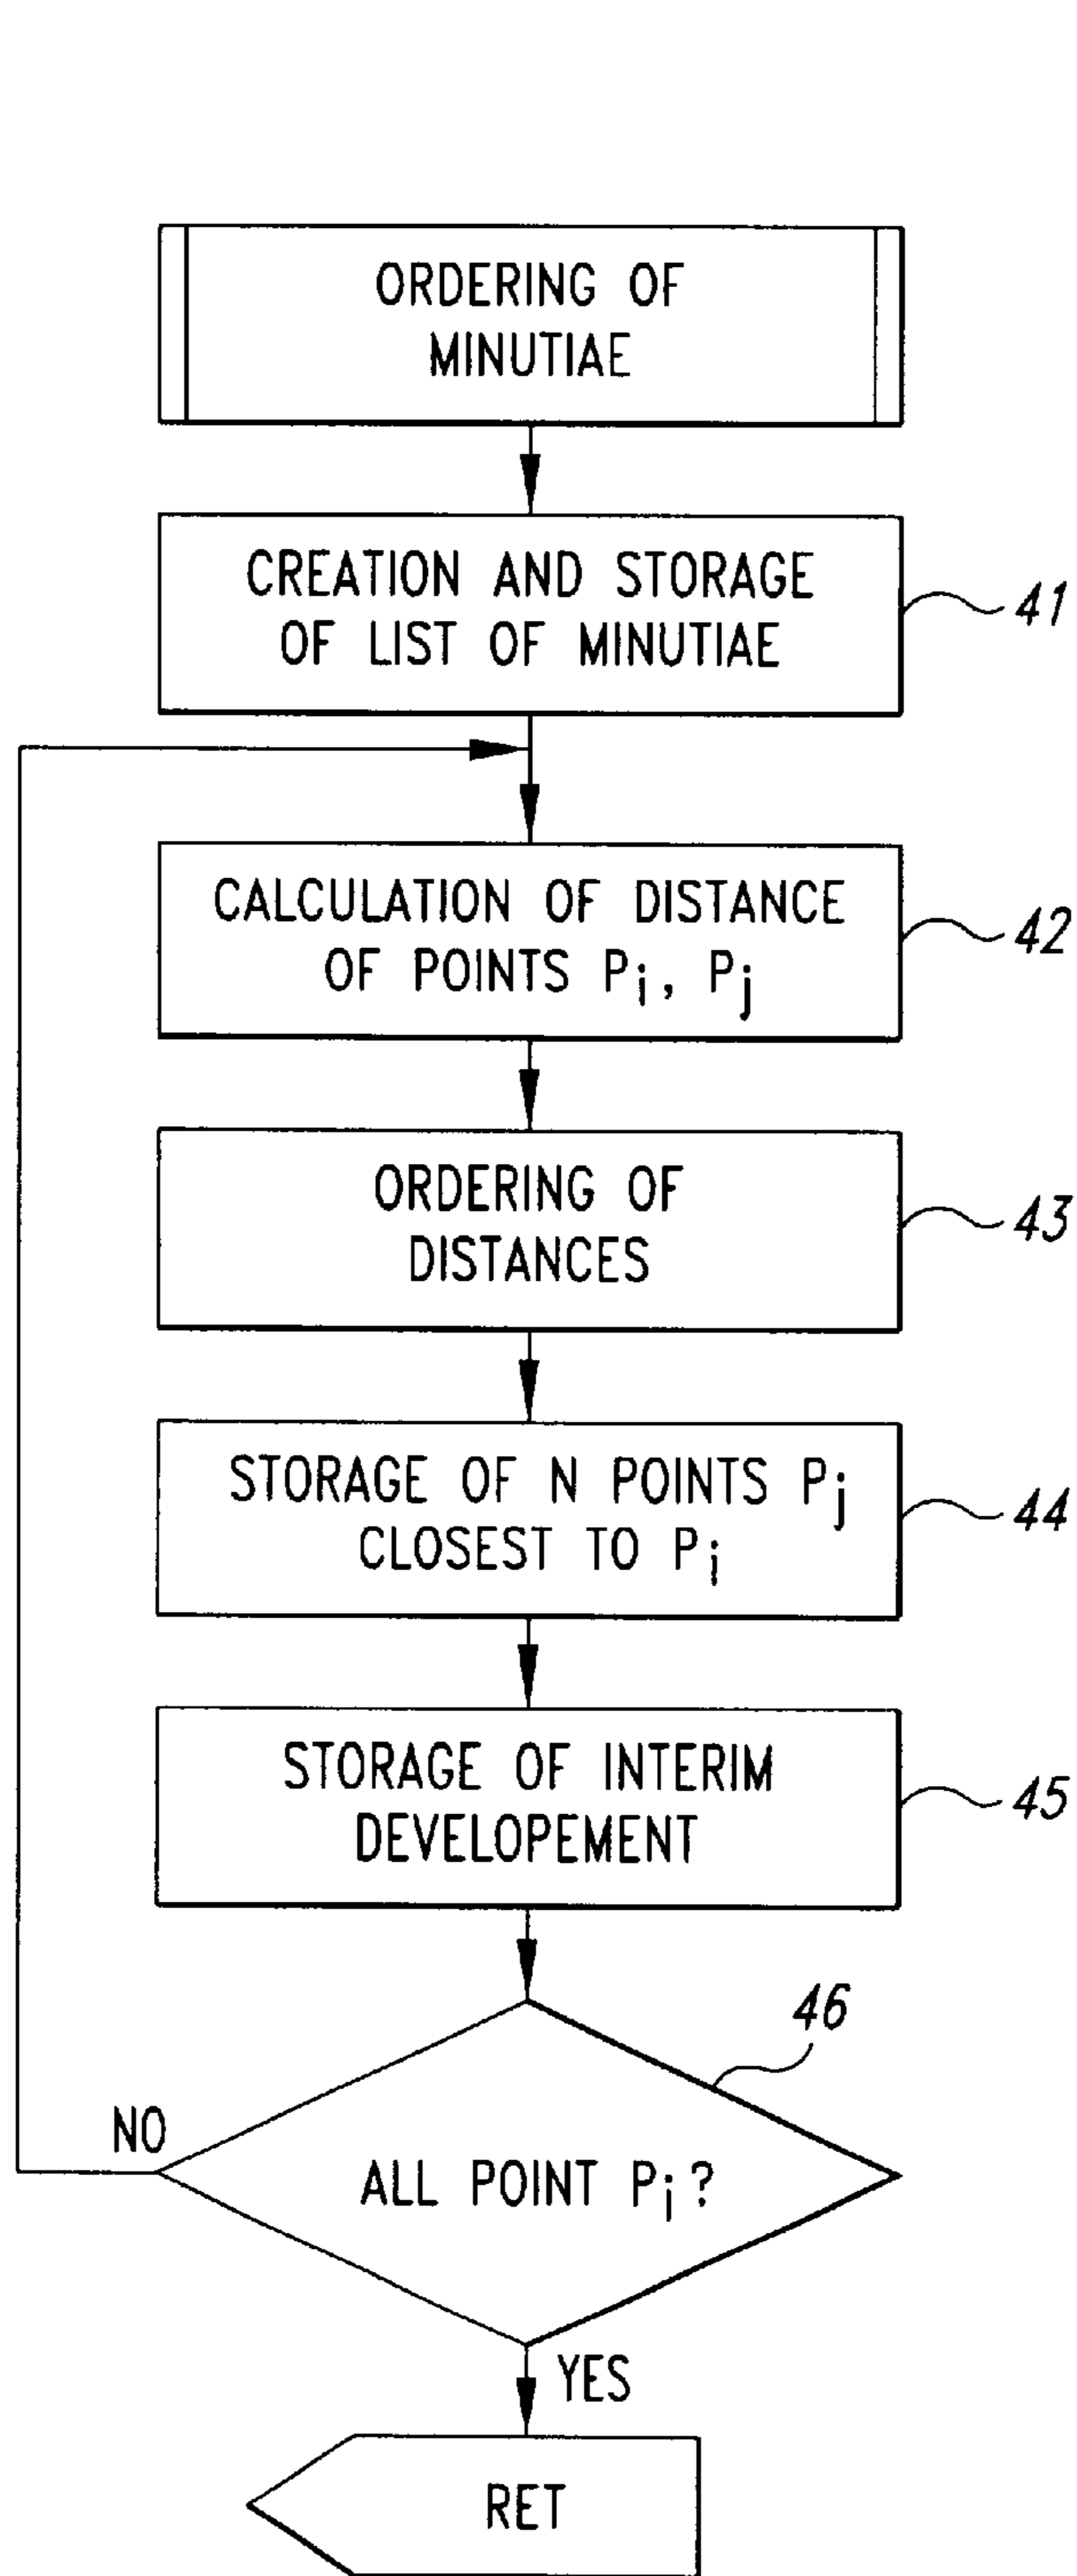 ORDERING OF
MINUTIAE
CREATION AND STORAGE
OF LIST OF MINUTIAE
41
CALCULATION OF DISTANCE
OF POINTS Pi, Pj
42
ORDERING OF
DISTANCES
43
STORAGE OF N POINTS Pj
CLOSEST TO Pi
44
STORAGE OF INTERIM
DEVELOPEMENT
45
46
NO
ALL POINT Pi?
YES
RET